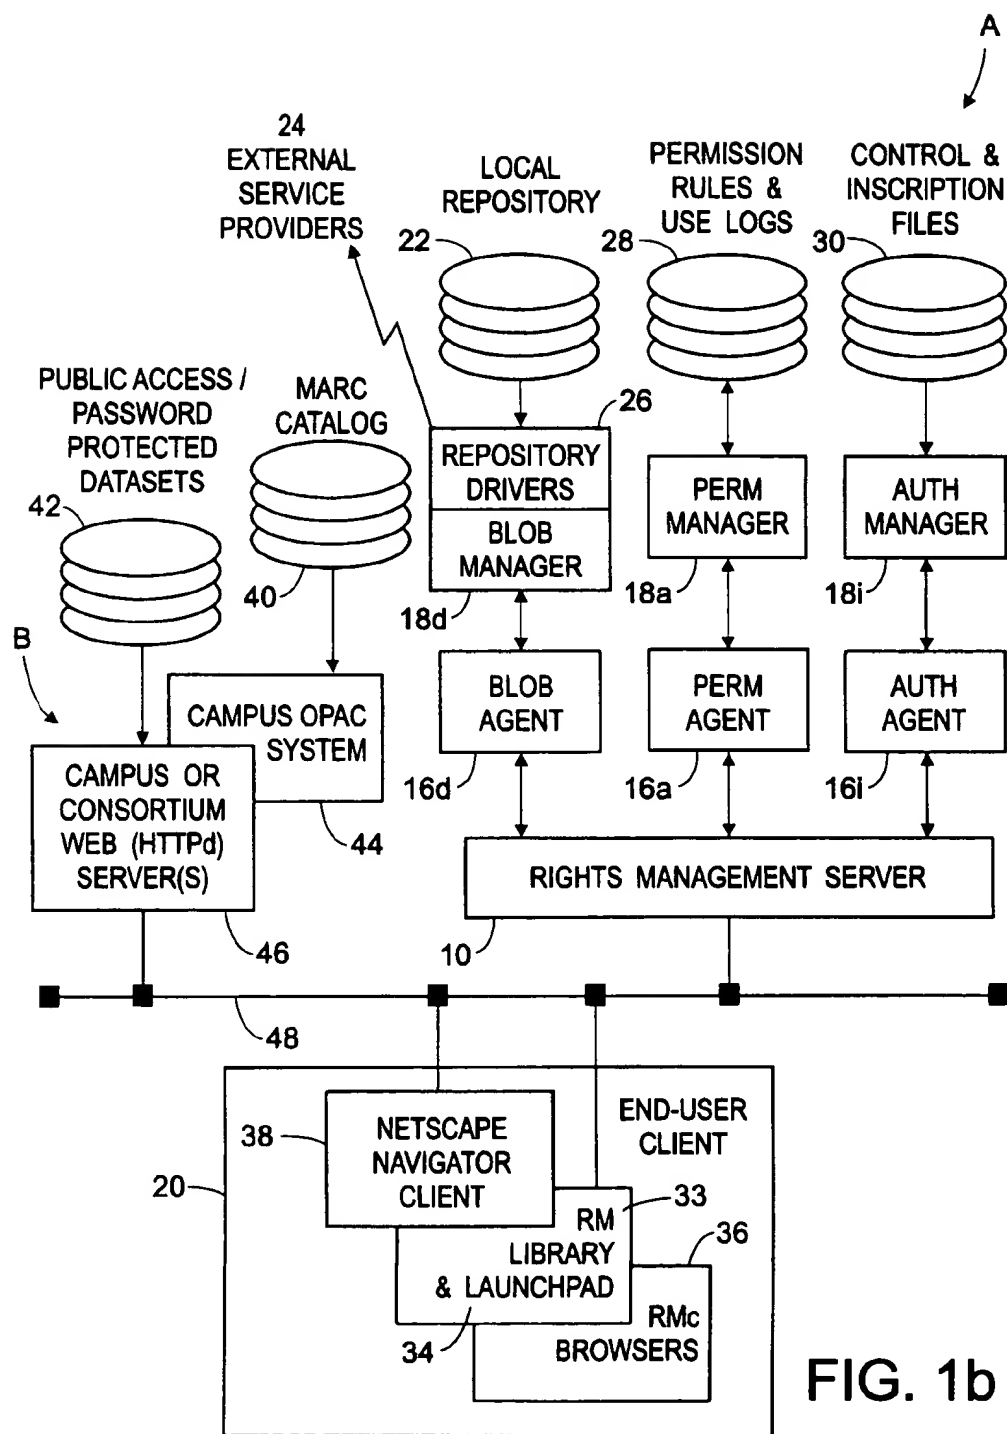 A
24
EXTERNAL
SERVICE
PROVIDERS
LOCAL
REPOSITORY
PERMISSION
RULES &
USE LOGS
CONTROL &
INSCRIPTION
FILES
22
28
30
PUBLIC ACCESS /
PASSWORD
PROTECTED
DATASETS
MARC
CATALOG
26
REPOSITORY
DRIVERS
BLOB
MANAGER
PERM
MANAGER
AUTH
MANAGER
42
40
18d
18a
18i
B
CAMPUS OPAC
SYSTEM
BLOB
AGENT
PERM
AGENT
AUTH
AGENT
CAMPUS OR
CONSORTIUM
WEB (HTTPd)
SERVER(S)
44
16d
16a
16i
RIGHTS MANAGEMENT SERVER
46
10
48
END-USER
CLIENT
38
NETSCAPE
NAVIGATOR
CLIENT
20
33
RM
LIBRARY
& LAUNCHPAD
36
34
RMc
BROWSERS
FIG. 1b